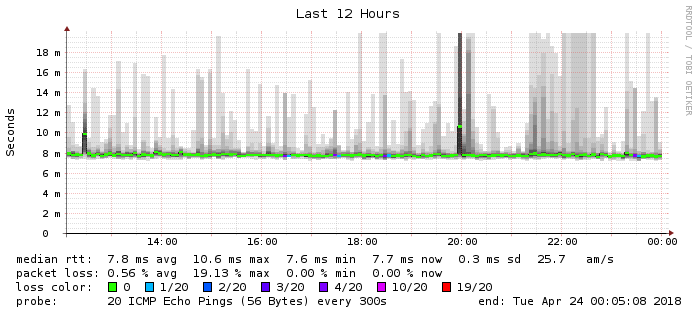 Last 12 Hours
RRDTOOL / TOBI OETIKER
Seconds
18 m
16 m
14 m
12 m
10 m
8 m
6 m
4 m
2 m
0
14:00 16:00 18:00 20:00 22:00 00:00
median rtt: 7.8 ms avg 10.6 ms max 7.6 ms min 7.7 ms now 0.3 ms sd 25.7 am/s
packet loss: 0.56 % avg 19.13 % max 0.00 % min 0.00 % now
loss color: 0 1/20 2/20 3/20 4/20 10/20 19/20
probe: 20 ICMP Echo Pings (56 Bytes) every 300s end: Tue Apr 24 00:05:08 2018